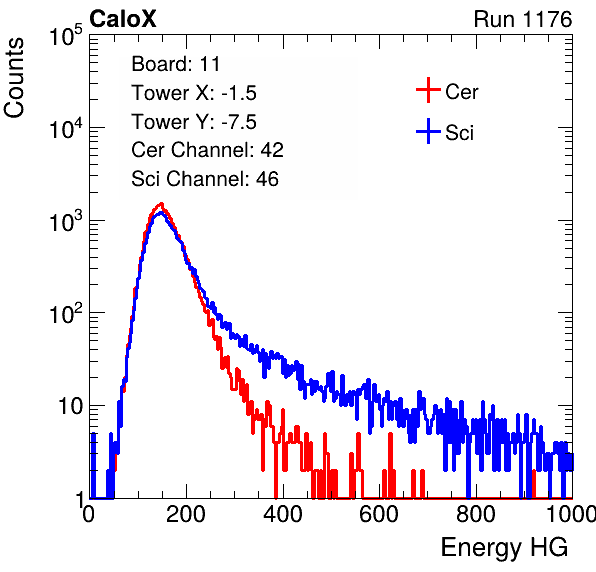 CaloX Run 1176
Counts
10^5
10^4
10^3
10^2
10
1
Board: 11
Tower X: -1.5
Tower Y: -7.5
Cer Channel: 42
Sci Channel: 46
Cer
Sci
0 200 400 600 800 1000
Energy HG